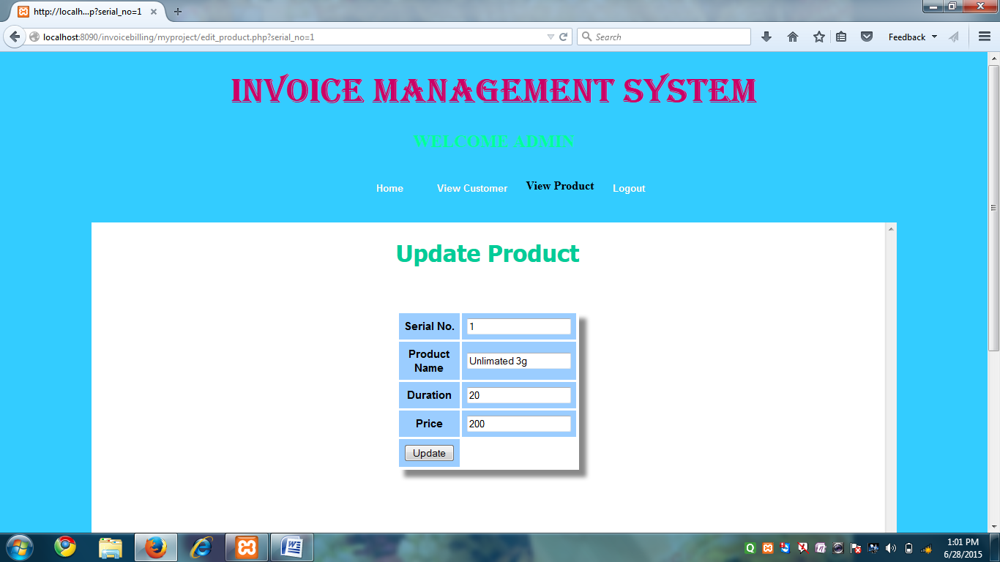 http://localh...p?serial_no=1
localhost:8090/invoicebilling/myproject/edit_product.php?serial_no=1
Search
Feedback
INVOICE MANAGEMENT SYSTEM
WELCOME ADMIN
Home View Customer View Product Logout
Update Product
Serial No. 1
Product
Name
Unlimated 3g
Duration 20
Price 200
Update
1:01 PM
6/28/2015